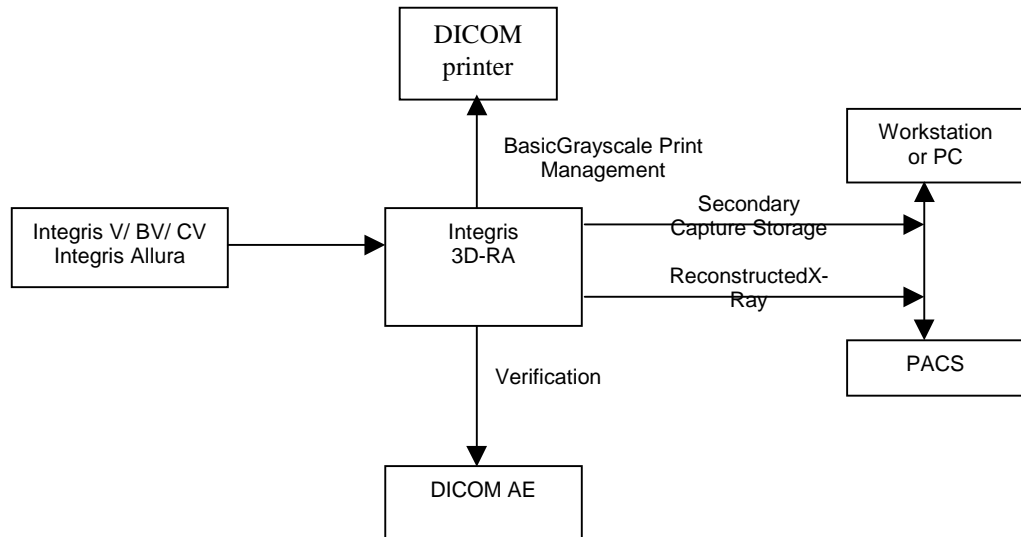 DICOM
printer
BasicGrayscale Print
Management
Workstation
or PC
Secondary
Capture Storage
Integris V/ BV/ CV
Integris Allura
Integris
3D-RA
ReconstructedX-
Ray
PACS
Verification
DICOM AE